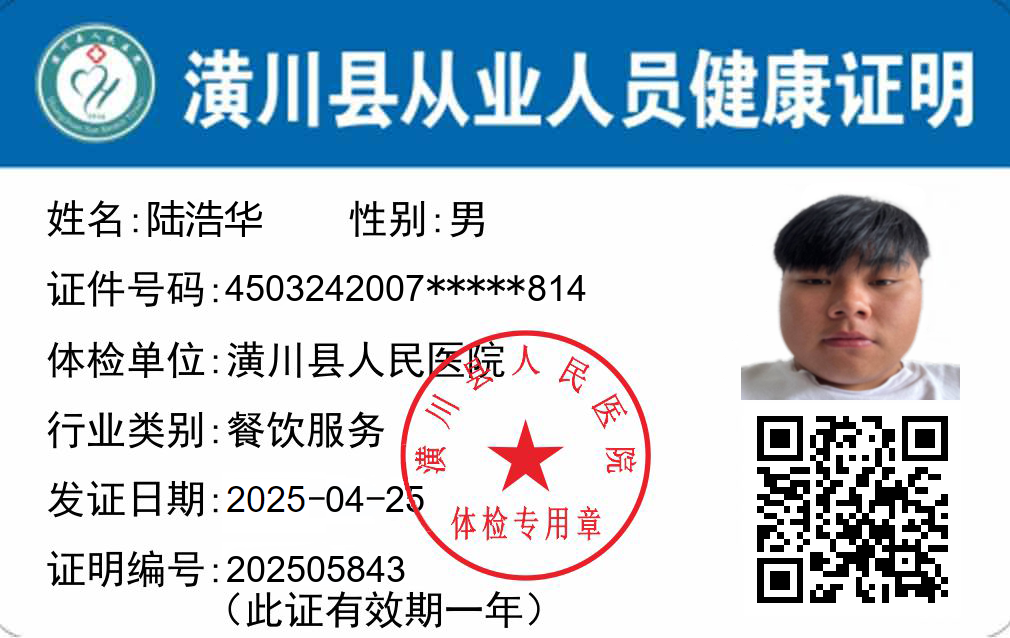 潢川县从业人员健康证明
姓名:陆浩华 性别:男
证件号码:4503242007*****814
体检单位:潢川县人民医院
行业类别:餐饮服务
发证日期:2025-04-25
证明编号:202505843
(此证有效期一年)
潢川县人民医院
体检专用章